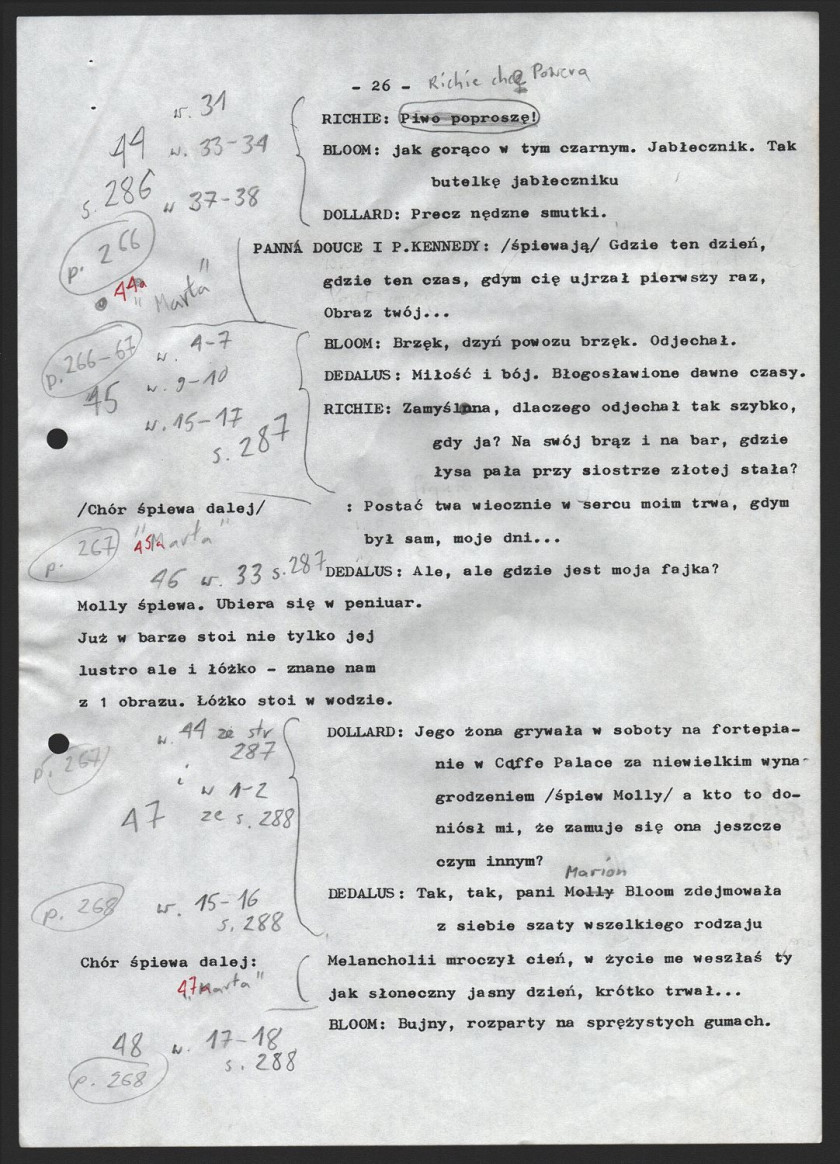 - 26 - Richie chce Powera
w. 31
RICHIE: Piwo poproszę!
44 w. 33-34
BLOOM: jak gorąco w tym czarnym. Jabłecznik. Tak
s. 286 w 37-38
butelkę jabłeczniku
DOLLARD: Precz nędzne smutki.
p. 266
PANNA DOUCE I P.KENNEDY: /śpiewają/ Gdzie ten dzień,
44a "Marta"
gdzie ten czas, gdym cię ujrzał pierwszy raz,
Obraz twój...
p. 266-67 w. 4-7
BLOOM: Brzęk, dzyń powozu brzęk. Odjechał.
45 w. 9-10
DEDALUS: Miłość i bój. Błogosławione dawne czasy.
w. 15-17
RICHIE: Zamyślona, dlaczego odjechał tak szybko,
s. 287
gdy ja? Na swój brąz i na bar, gdzie
łysa pała przy siostrze złotej stała?
/Chór śpiewa dalej/ : Postać twa wiecznie w sercu moim trwa, gdym
p. 267 45a "Marta"
był sam, moje dni...
46 w. 33 s. 287
DEDALUS: Ale, ale gdzie jest moja fajka?
Molly śpiewa. Ubiera się w peniuar.
Już w barze stoi nie tylko jej
lustro ale i łóżko - znane nam
z 1 obrazu. Łóżko stoi w wodzie.
w. 44 ze str
DOLLARD: Jego żona grywała w soboty na fortepia-
287
p. 267
nie w Caffe Palace za niewielkim wyna-
i w 1-2
grodzeniem /śpiew Molly/ a kto to do-
47 ze s. 288
niósł mi, że zamuje się ona jeszcze
czym innym?
Marion
p. 268 w. 15-16
DEDALUS: Tak, tak, pani Molly Bloom zdejmowała
s. 288
z siebie szaty wszelkiego rodzaju
Chór śpiewa dalej: Melancholii mroczył cień, w życie me weszłaś ty
47a "Marta"
jak słoneczny jasny dzień, krótko trwał...
BLOOM: Bujny, rozparty na sprężystych gumach.
48 w. 17-18
s. 288
p. 268